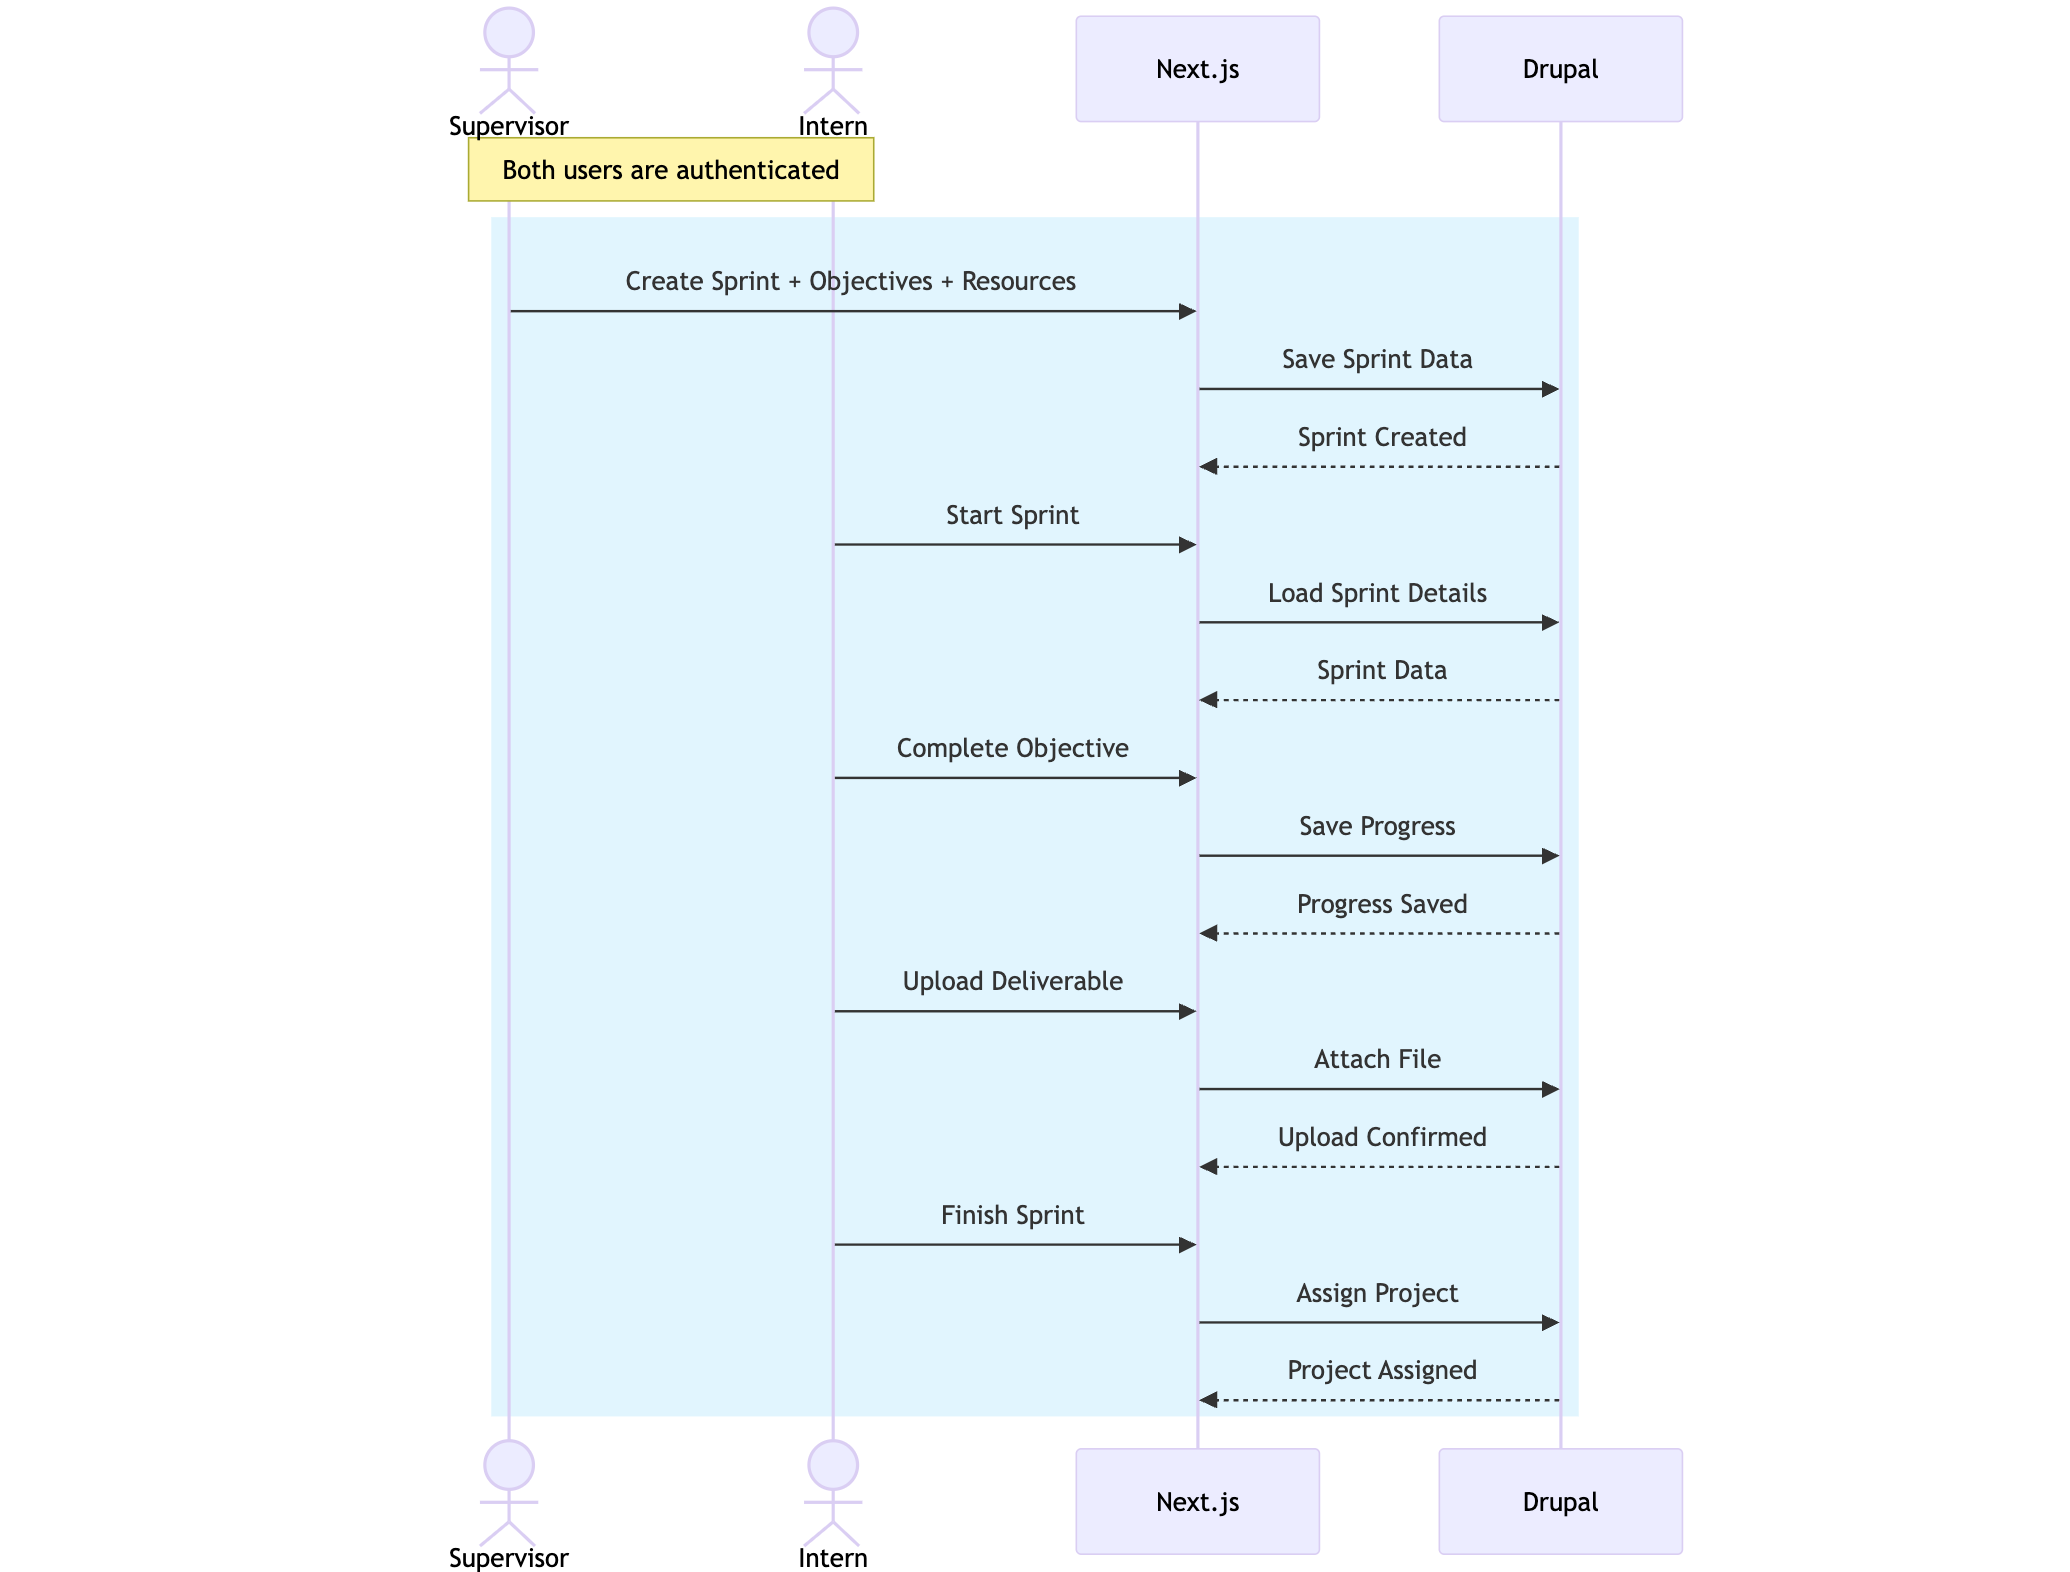 Supervisor
Intern
Next.js
Drupal
Both users are authenticated
Create Sprint + Objectives + Resources
Save Sprint Data
Sprint Created
Start Sprint
Load Sprint Details
Sprint Data
Complete Objective
Save Progress
Progress Saved
Upload Deliverable
Attach File
Upload Confirmed
Finish Sprint
Assign Project
Project Assigned
Supervisor
Intern
Next.js
Drupal